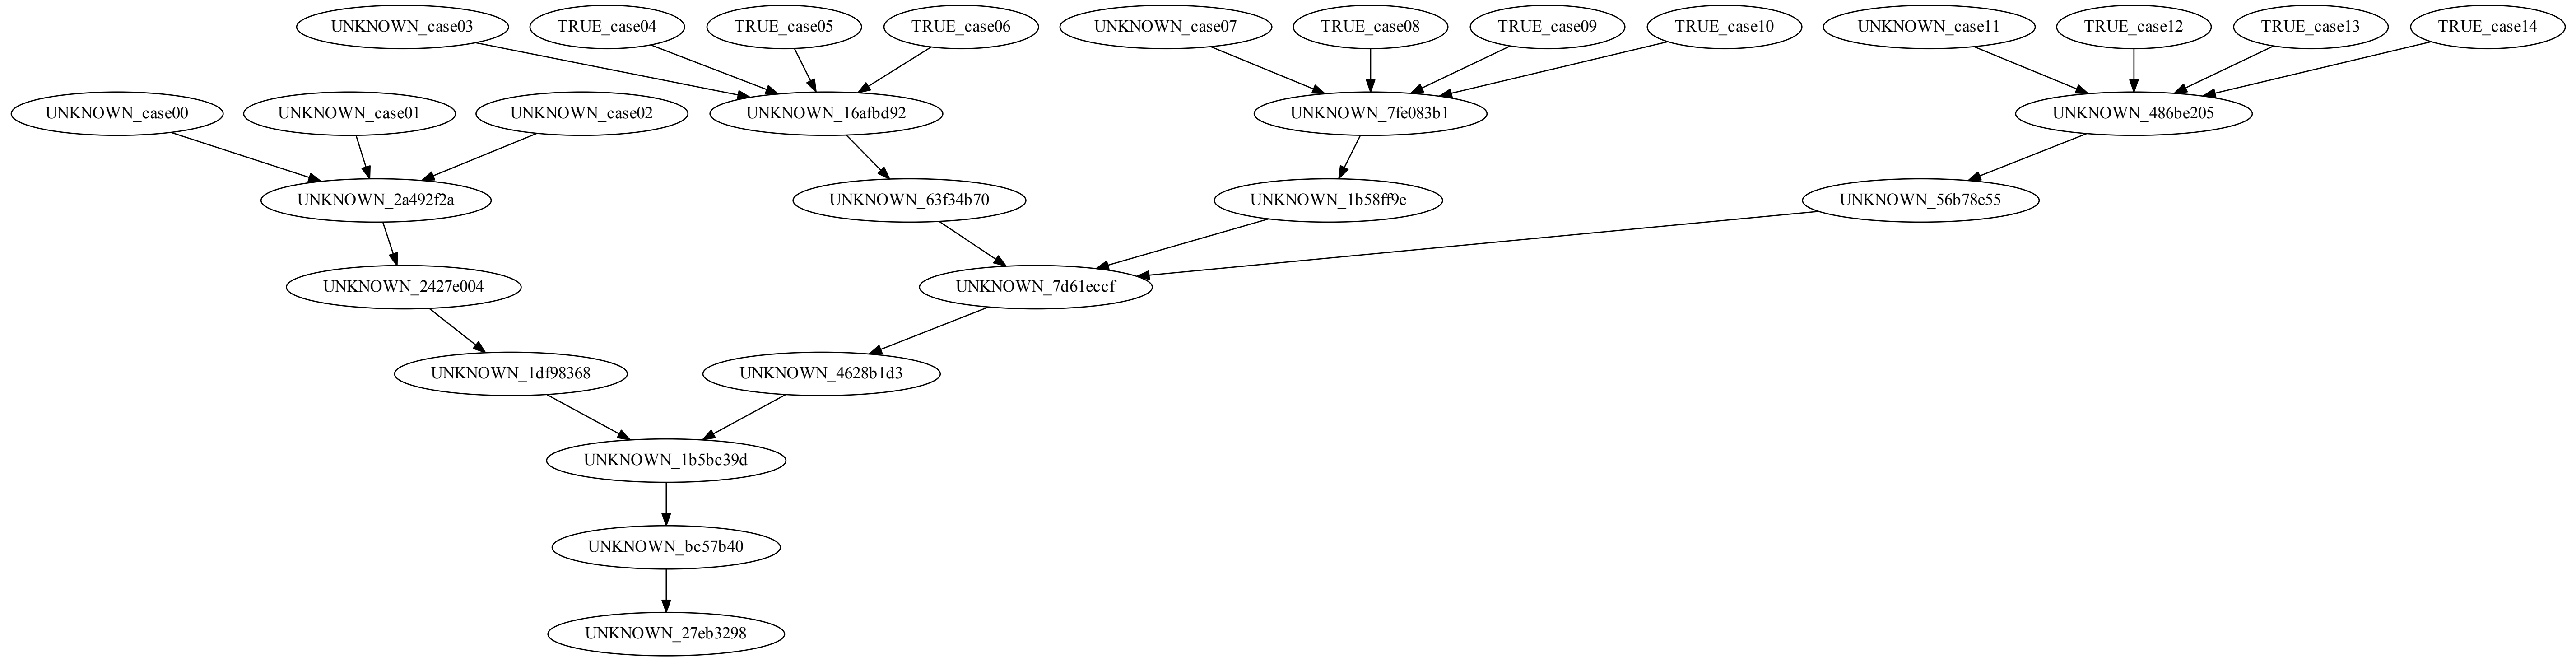 UNKNOWN_case03
TRUE_case04
TRUE_case05
TRUE_case06
UNKNOWN_case07
TRUE_case08
TRUE_case09
TRUE_case10
UNKNOWN_case11
TRUE_case12
TRUE_case13
TRUE_case14
UNKNOWN_case00
UNKNOWN_case01
UNKNOWN_case02
UNKNOWN_16afbd92
UNKNOWN_7fe083b1
UNKNOWN_486be205
UNKNOWN_2a492f2a
UNKNOWN_63f34b70
UNKNOWN_1b58ff9e
UNKNOWN_56b78e55
UNKNOWN_2427e004
UNKNOWN_7d61eccf
UNKNOWN_1df98368
UNKNOWN_4628b1d3
UNKNOWN_1b5bc39d
UNKNOWN_bc57b40
UNKNOWN_27eb3298